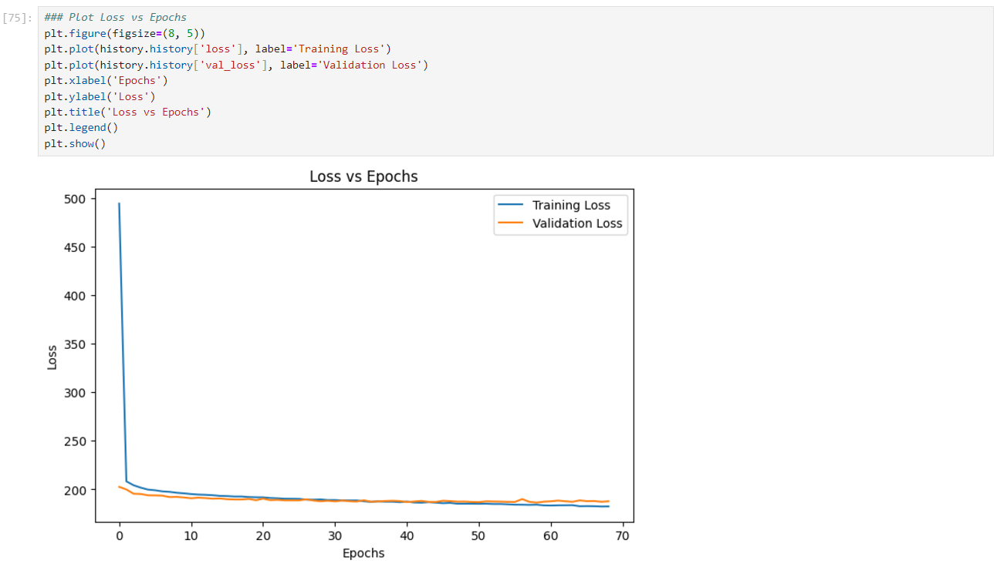 [75]:
### Plot Loss vs Epochs
plt.figure(figsize=(8, 5))
plt.plot(history.history['loss'], label='Training Loss')
plt.plot(history.history['val_loss'], label='Validation Loss')
plt.xlabel('Epochs')
plt.ylabel('Loss')
plt.title('Loss vs Epochs')
plt.legend()
plt.show()
Loss vs Epochs
Training Loss
Validation Loss
500
450
400
350
300
250
200
Loss
0 10 20 30 40 50 60 70
Epochs